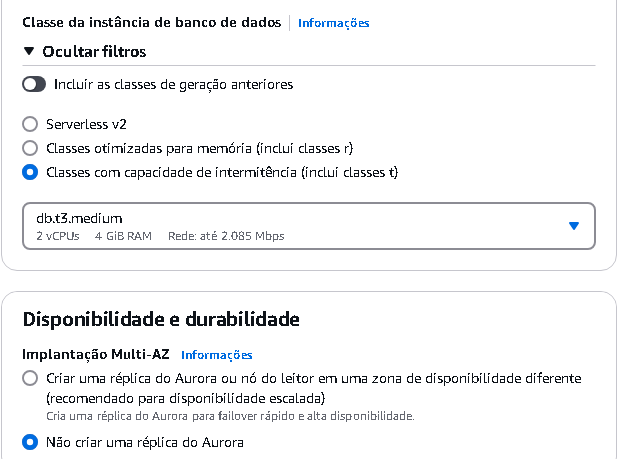 Classe da instância de banco de dados | Informações
▼ Ocultar filtros
Incluir as classes de geração anteriores
Serverless v2
Classes otimizadas para memória (inclui classes r)
Classes com capacidade de intermitência (inclui classes t)
db.t3.medium
2 vCPUs 4 GiB RAM Rede: até 2.085 Mbps
Disponibilidade e durabilidade
Implantação Multi-AZ Informações
Criar uma réplica do Aurora ou nó do leitor em uma zona de disponibilidade diferente
(recomendado para disponibilidade escalada)
Cria uma réplica do Aurora para failover rápido e alta disponibilidade.
Não criar uma réplica do Aurora